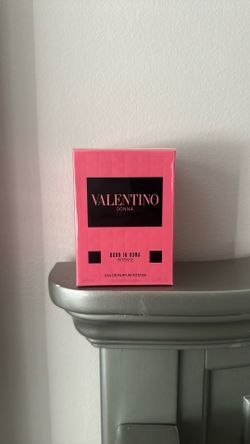 VALENTINO
DONNA
BORN IN ROMA
INTENSE
EAU DE PARFUM INTENSE